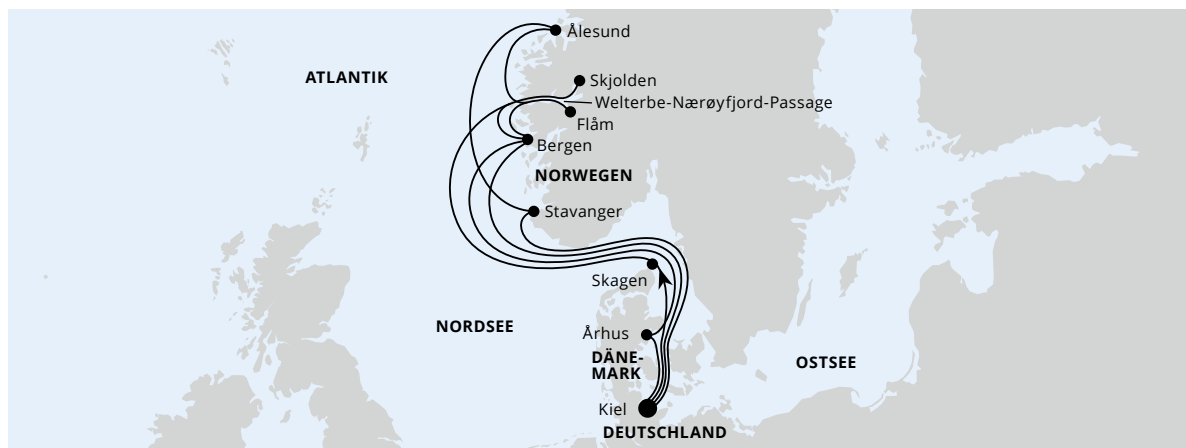 Ålesund
ATLANTIK
Skjolden
Welterbe-Nærøyfjord-Passage
Flåm
Bergen
NORWEGEN
Stavanger
Skagen
NORDSEE
Århus
DÄNE-
MARK
OSTSEE
Kiel
DEUTSCHLAND